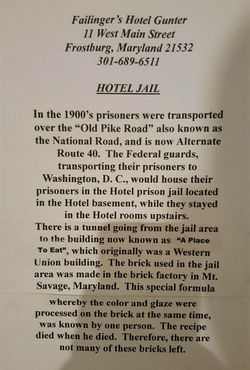 Failinger's Hotel Gunter
11 West Main Street
Frostburg, Maryland 21532
301-689-6511
HOTEL JAIL
In the 1900's prisoners were transported
over the "Old Pike Road" also known as
the National Road, and is now Alternate
Route 40. The Federal guards,
transporting their prisoners to
Washington, D. C., would house their
prisoners in the Hotel prison jail located
in the Hotel basement, while they stayed
in the Hotel rooms upstairs.
There is a tunnel going from the jail area
to the building now known as "A Place
To Eat", which originally was a Western
Union building. The brick used in the jail
area was made in the brick factory in Mt.
Savage, Maryland. This special formula
whereby the color and glaze were
processed on the brick at the same time,
was known by one person. The recipe
died when he died. Therefore, there are
not many of these bricks left.